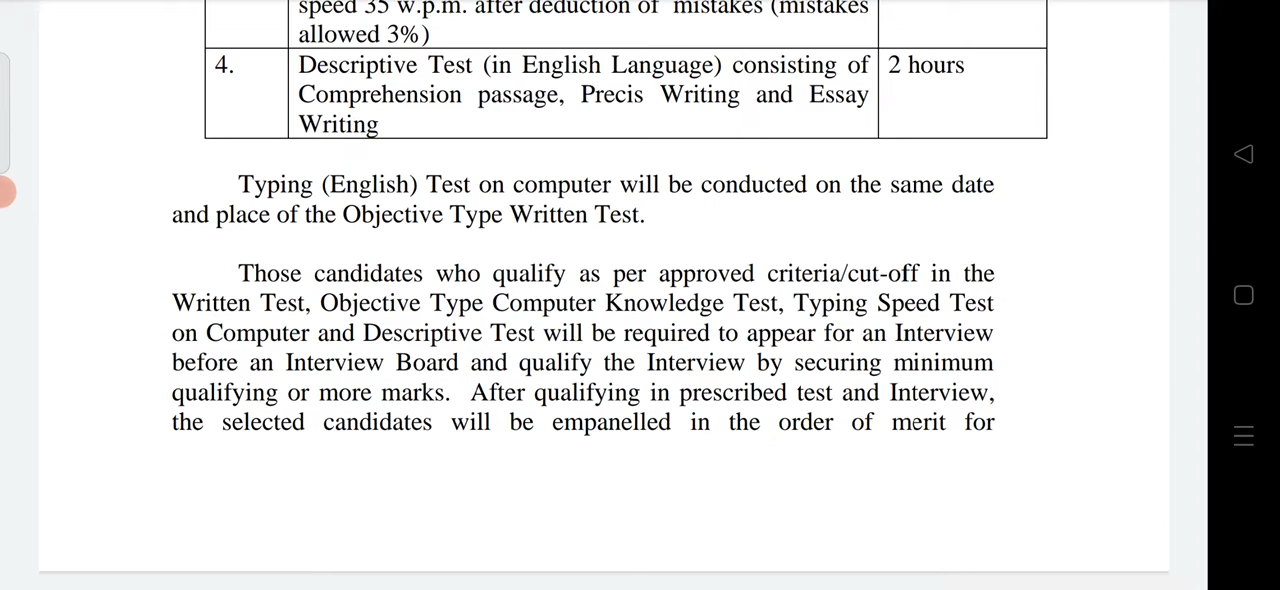 speed 35 w.p.m. after deduction of mistakes (mistakes
allowed 3%)
4. Descriptive Test (in English Language) consisting of 2 hours
Comprehension passage, Precis Writing and Essay
Writing
Typing (English) Test on computer will be conducted on the same date
and place of the Objective Type Written Test.
Those candidates who qualify as per approved criteria/cut-off in the
Written Test, Objective Type Computer Knowledge Test, Typing Speed Test
on Computer and Descriptive Test will be required to appear for an Interview
before an Interview Board and qualify the Interview by securing minimum
qualifying or more marks. After qualifying in prescribed test and Interview,
the selected candidates will be empanelled in the order of merit for